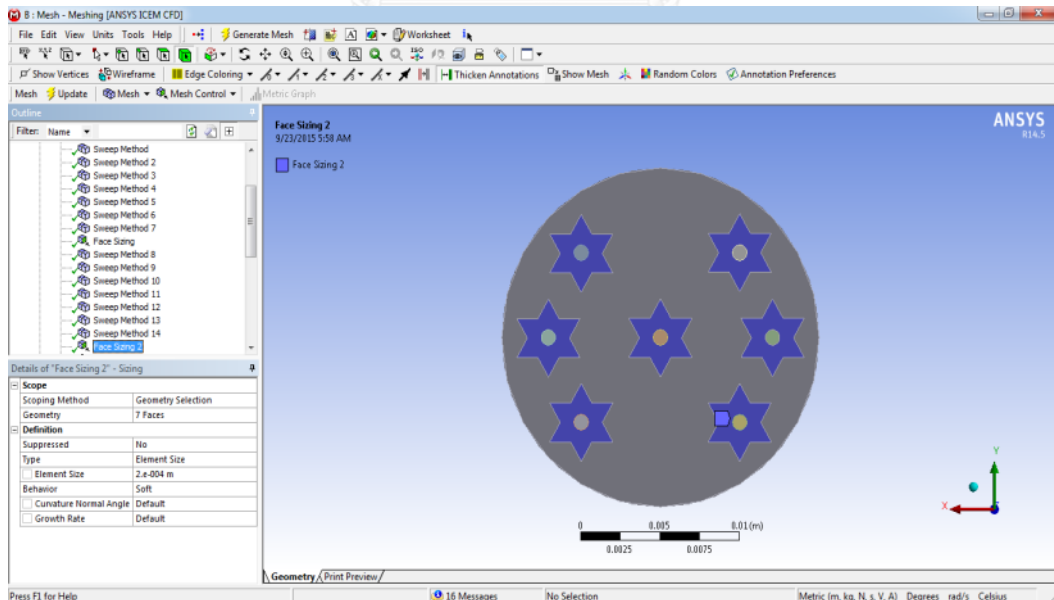 B : Mesh - Meshing [ANSYS ICEM CFD]
File Edit View Units Tools Help Generate Mesh Worksheet
Show Vertices Wireframe Edge Coloring Thicken Annotations Show Mesh Random Colors Annotation Preferences
Mesh Update Mesh Mesh Control Metric Graph
Outline
Filter: Name
Sweep Method
Sweep Method 2
Sweep Method 3
Sweep Method 4
Sweep Method 5
Sweep Method 6
Sweep Method 7
Face Sizing
Sweep Method 8
Sweep Method 9
Sweep Method 10
Sweep Method 11
Sweep Method 12
Sweep Method 13
Sweep Method 14
Face Sizing 2
Details of "Face Sizing 2" - Sizing
Scope
Scoping Method Geometry Selection
Geometry 7 Faces
Definition
Suppressed No
Type Element Size
Element Size 2.e-004 m
Behavior Soft
Curvature Normal Angle Default
Growth Rate Default
Face Sizing 2
9/23/2015 5:50 AM
Face Sizing 2
ANSYS
R14.5
Y
X
0 0.005 0.01 (m)
0.0025 0.0075
Geometry Print Preview
Press F1 for Help 16 Messages No Selection Metric (m, kg, N, s, V, A) Degrees rad/s Celsius